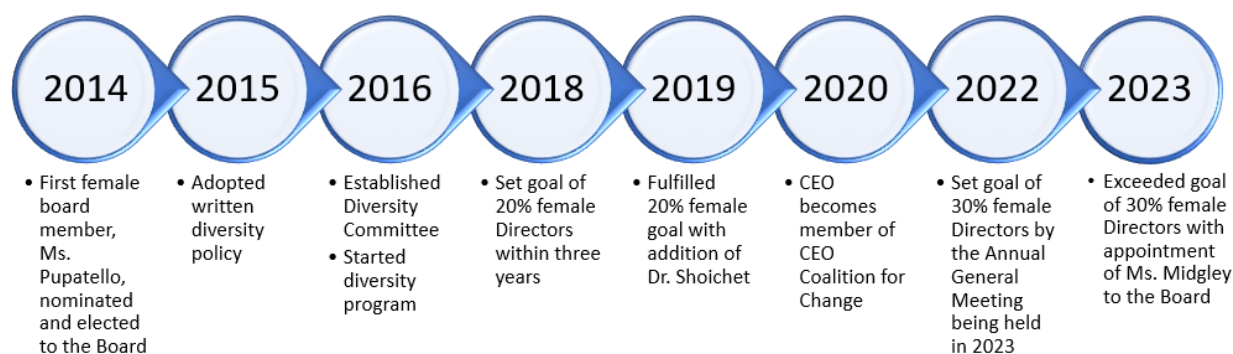 2014
2015
2016
2018
2019
2020
2022
2023
• First female
board
member,
Ms.
Pupatello,
nominated
and elected
to the Board
• Adopted
written
diversity
policy
• Established
Diversity
Committee
• Started
diversity
program
• Set goal of
20% female
Directors
within three
years
• Fulfilled
20% female
goal with
addition of
Dr. Shoichet
• CEO
becomes
member of
CEO
Coalition for
Change
• Set goal of
30% female
Directors by
the Annual
General
Meeting
being held
in 2023
• Exceeded goal
of 30% female
Directors with
appointment
of Ms. Midgley
to the Board